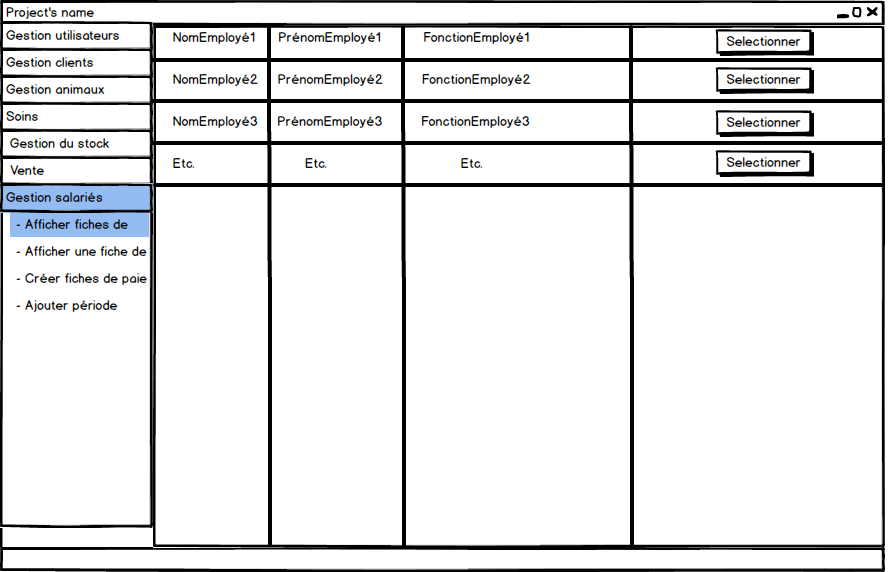 Project's name
Gestion utilisateurs
Gestion clients
Gestion animaux
Soins
Gestion du stock
Vente
Gestion salariés
- Afficher fiches de
- Afficher une fiche de
- Créer fiches de paie
- Ajouter période
NomEmployé1 PrénomEmployé1 FonctionEmployé1 Selectionner
NomEmployé2 PrénomEmployé2 FonctionEmployé2 Selectionner
NomEmployé3 PrénomEmployé3 FonctionEmployé3 Selectionner
Etc. Etc. Etc. Selectionner